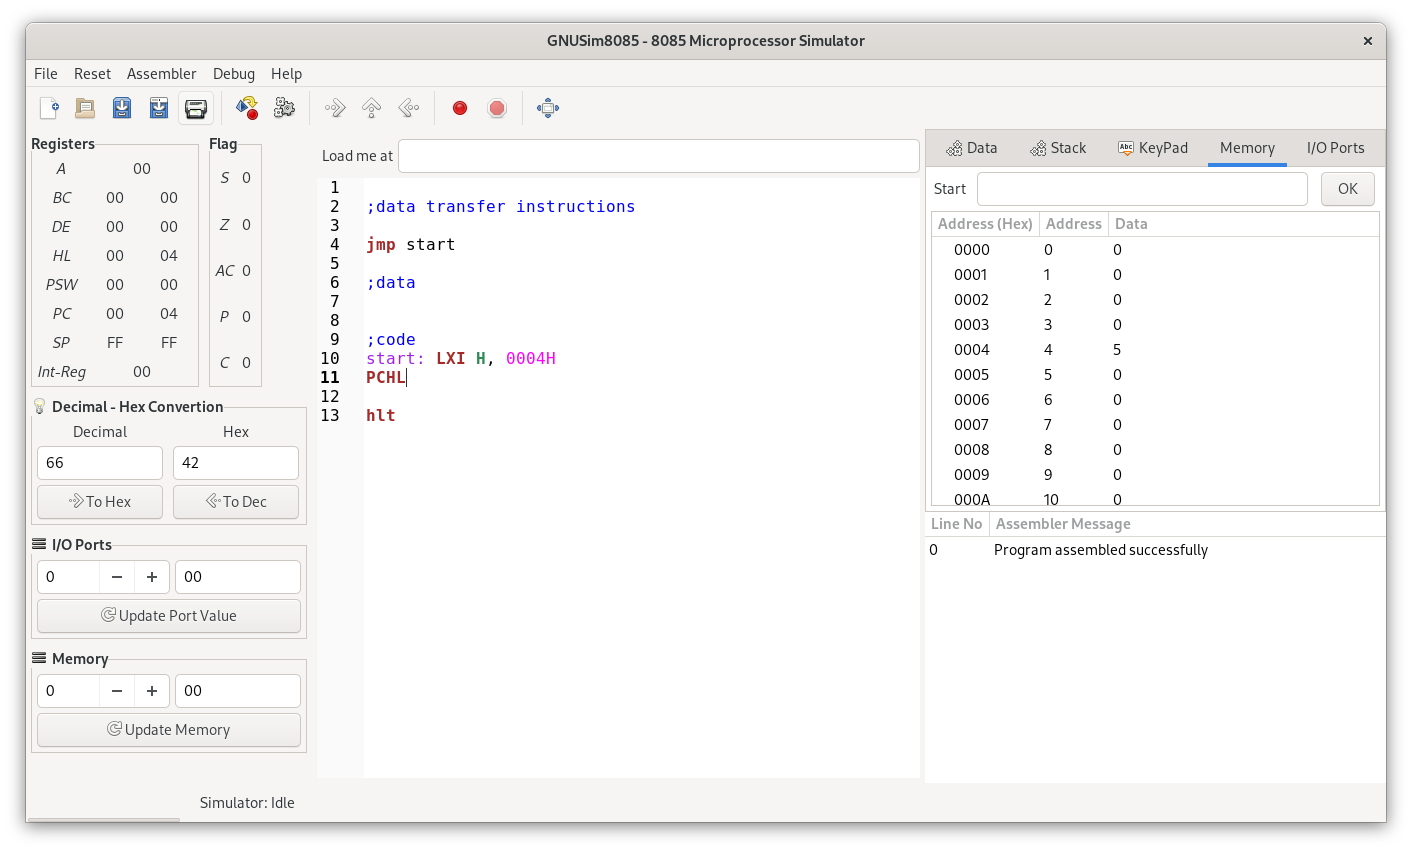 GNUSim8085 - 8085 Microprocessor Simulator
File Reset Assembler Debug Help
Registers
A 00
BC 00 00
DE 00 00
HL 00 04
PSW 00 00
PC 00 04
SP FF FF
Int-Reg 00
Flag
S 0
Z 0
AC 0
P 0
C 0
Decimal - Hex Convertion
Decimal Hex
66 42
To Hex To Dec
I/O Ports
0 − + 00
Update Port Value
Memory
0 − + 00
Update Memory
Load me at
1
2 ;data transfer instructions
3
4 jmp start
5
6 ;data
7
8
9 ;code
10 start: LXI H, 0004H
11 PCHL
12
13 hlt
Data Stack Abc KeyPad Memory I/O Ports
Start OK
Address (Hex) Address Data
0000 0 0
0001 1 0
0002 2 0
0003 3 0
0004 4 5
0005 5 0
0006 6 0
0007 7 0
0008 8 0
0009 9 0
000A 10 0
Line No Assembler Message
0 Program assembled successfully
Simulator: Idle